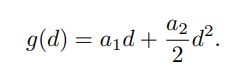 g(d) = a₁d + a₂/2 d².